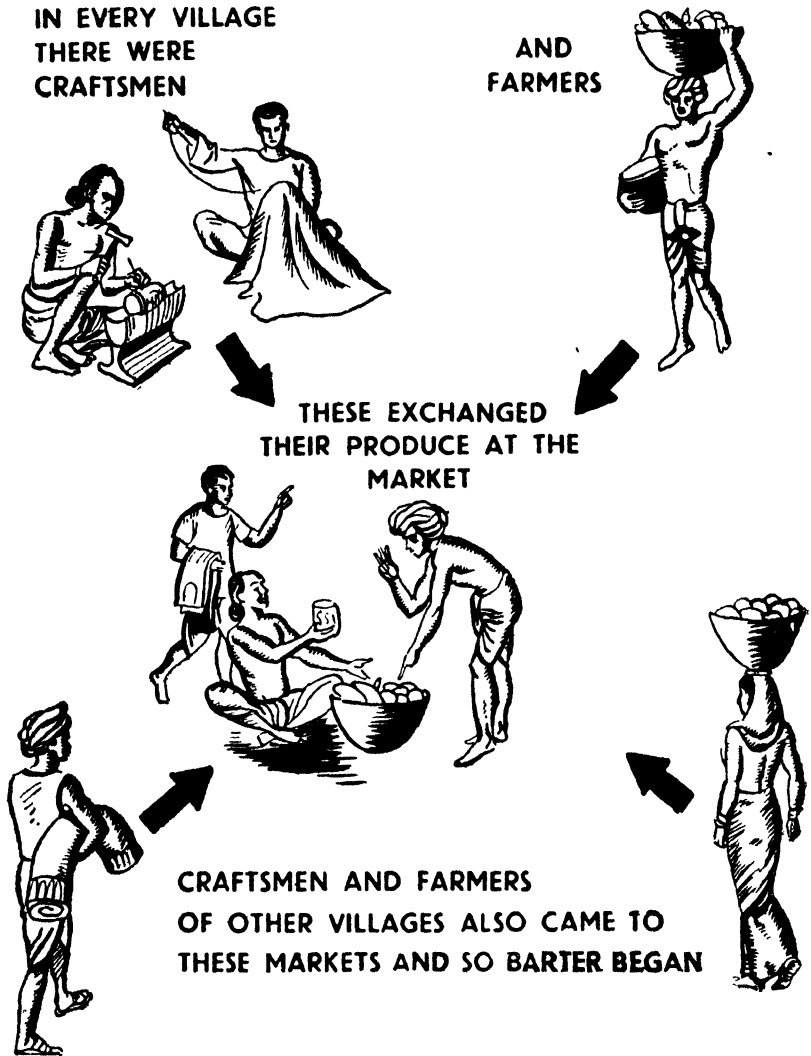 IN EVERY VILLAGE
THERE WERE
CRAFTSMEN
AND
FARMERS
THESE EXCHANGED
THEIR PRODUCE AT THE
MARKET
CRAFTSMEN AND FARMERS
OF OTHER VILLAGES ALSO CAME TO
THESE MARKETS AND SO BARTER BEGAN